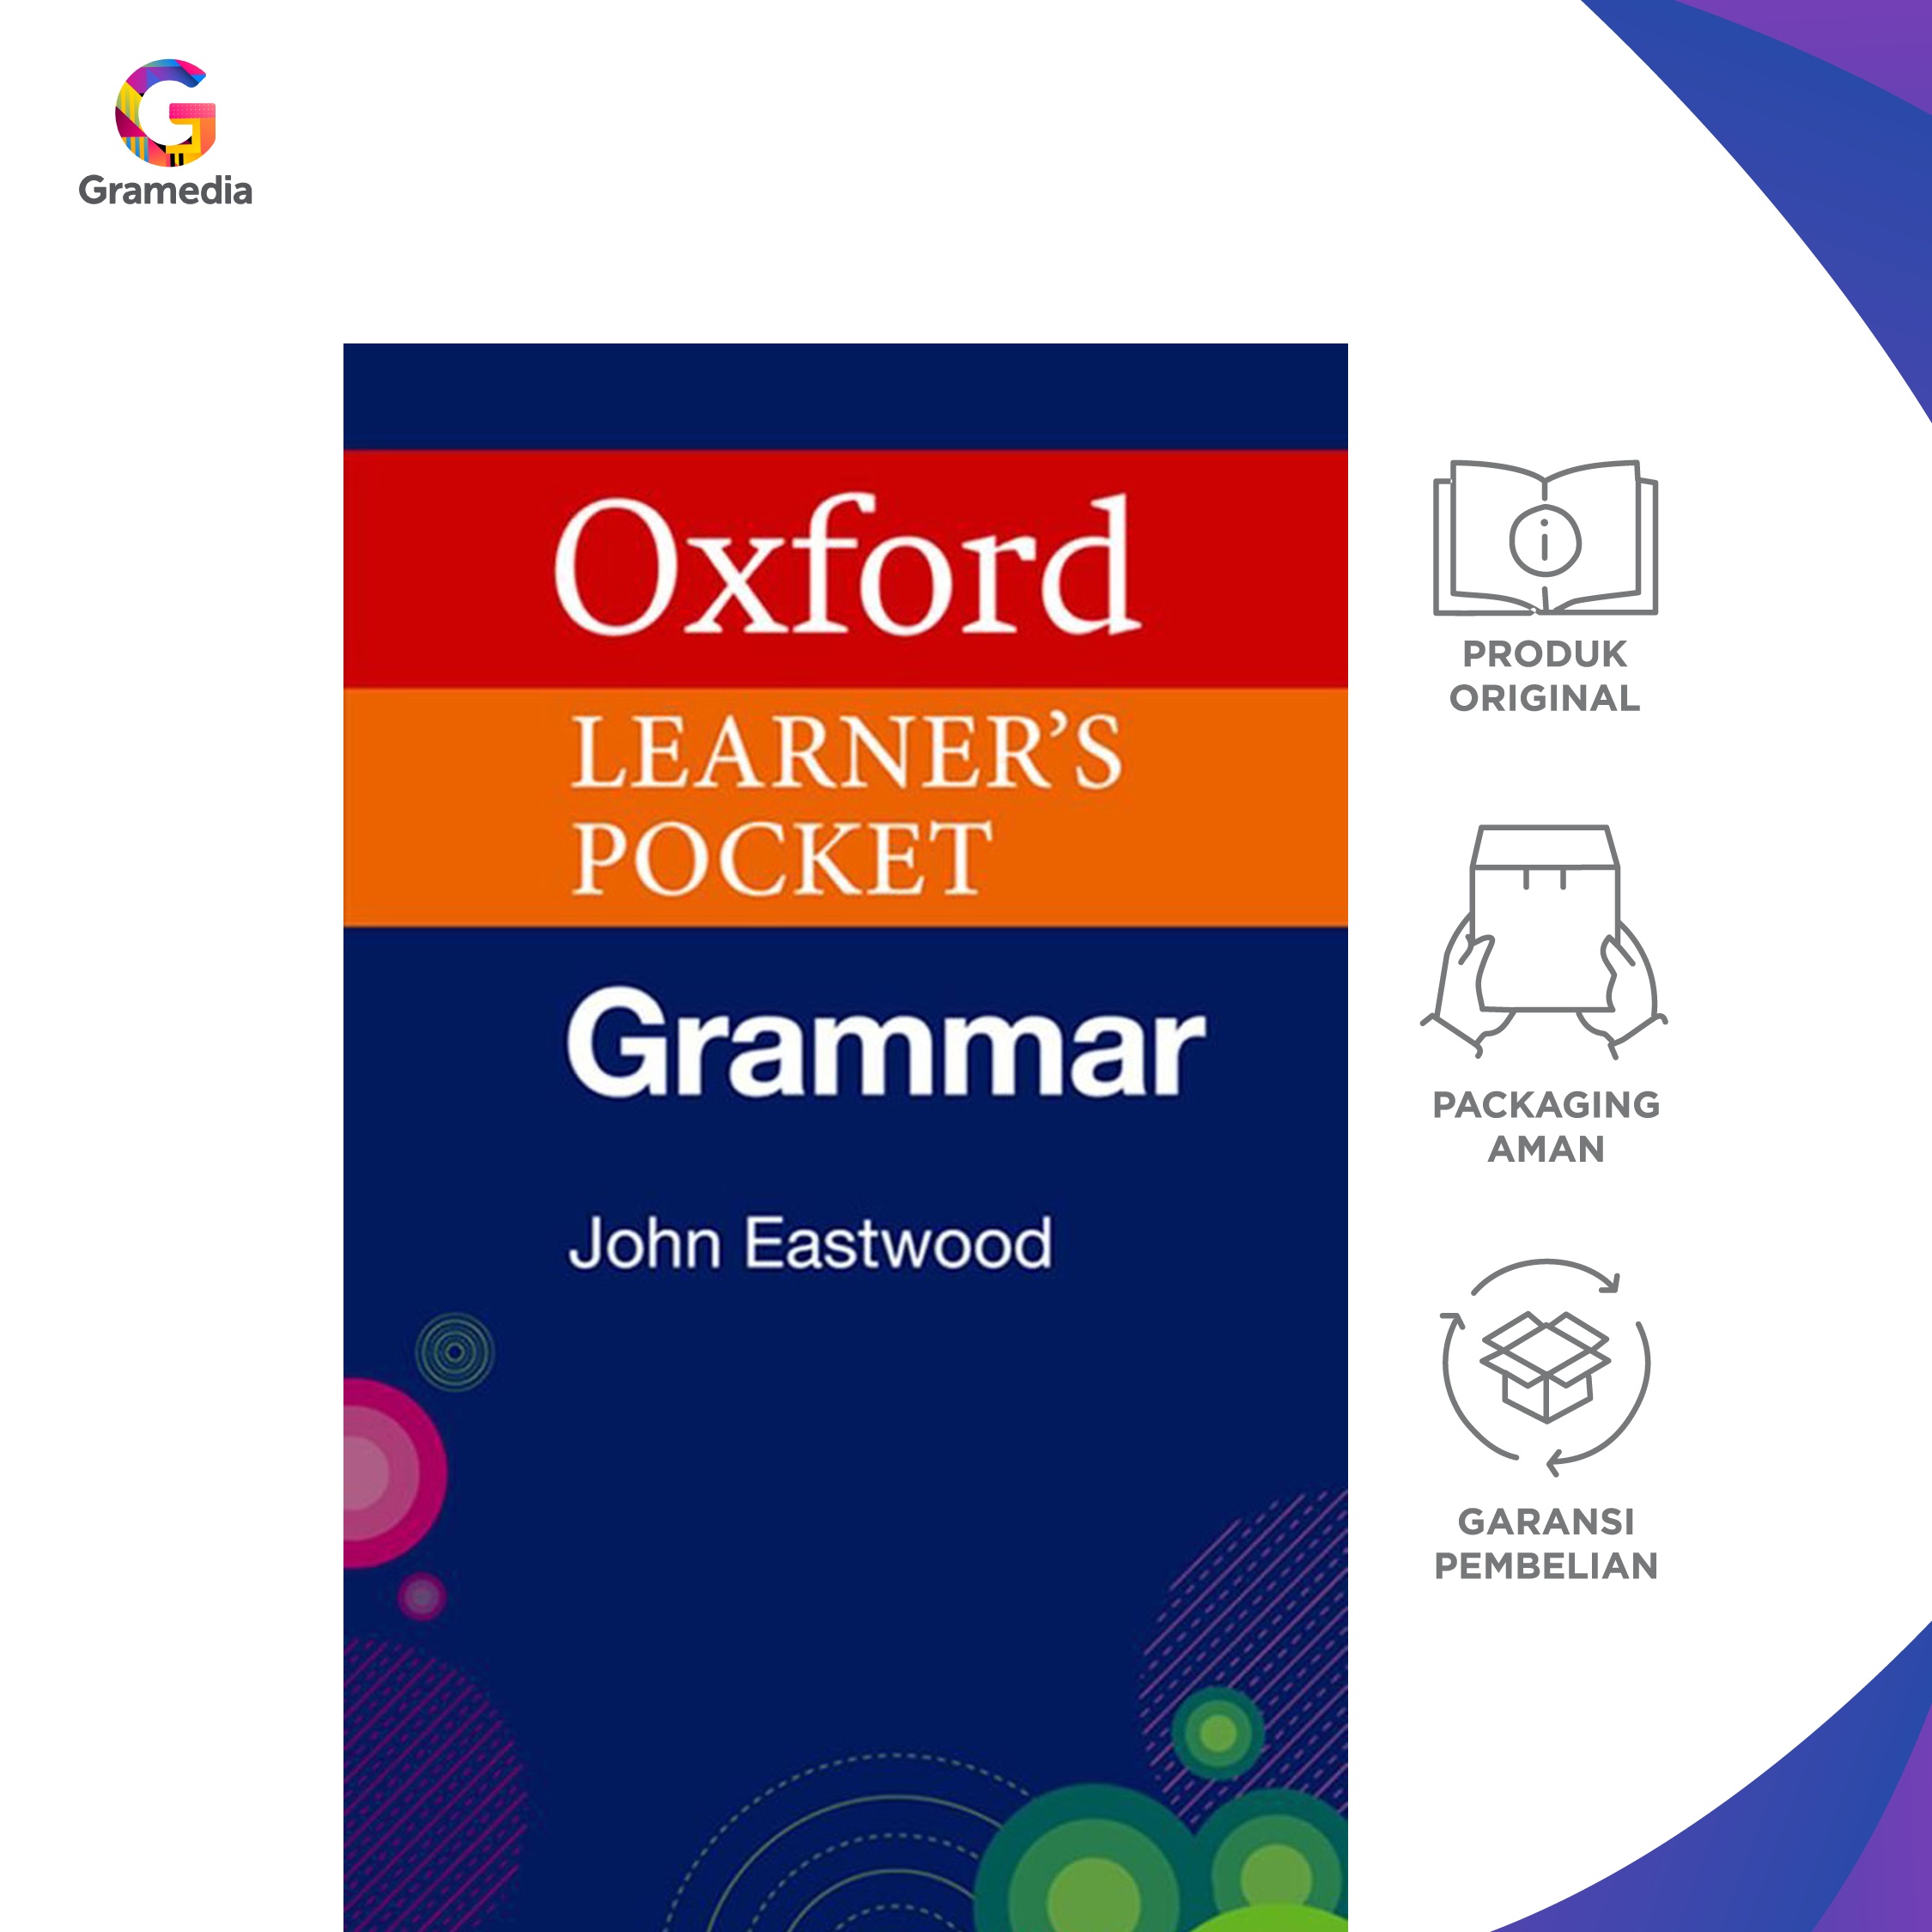 Gramedia
Oxford
LEARNER’S
POCKET
Grammar
John Eastwood
PRODUK
ORIGINAL
PACKAGING
AMAN
GARANSI
PEMBELIAN